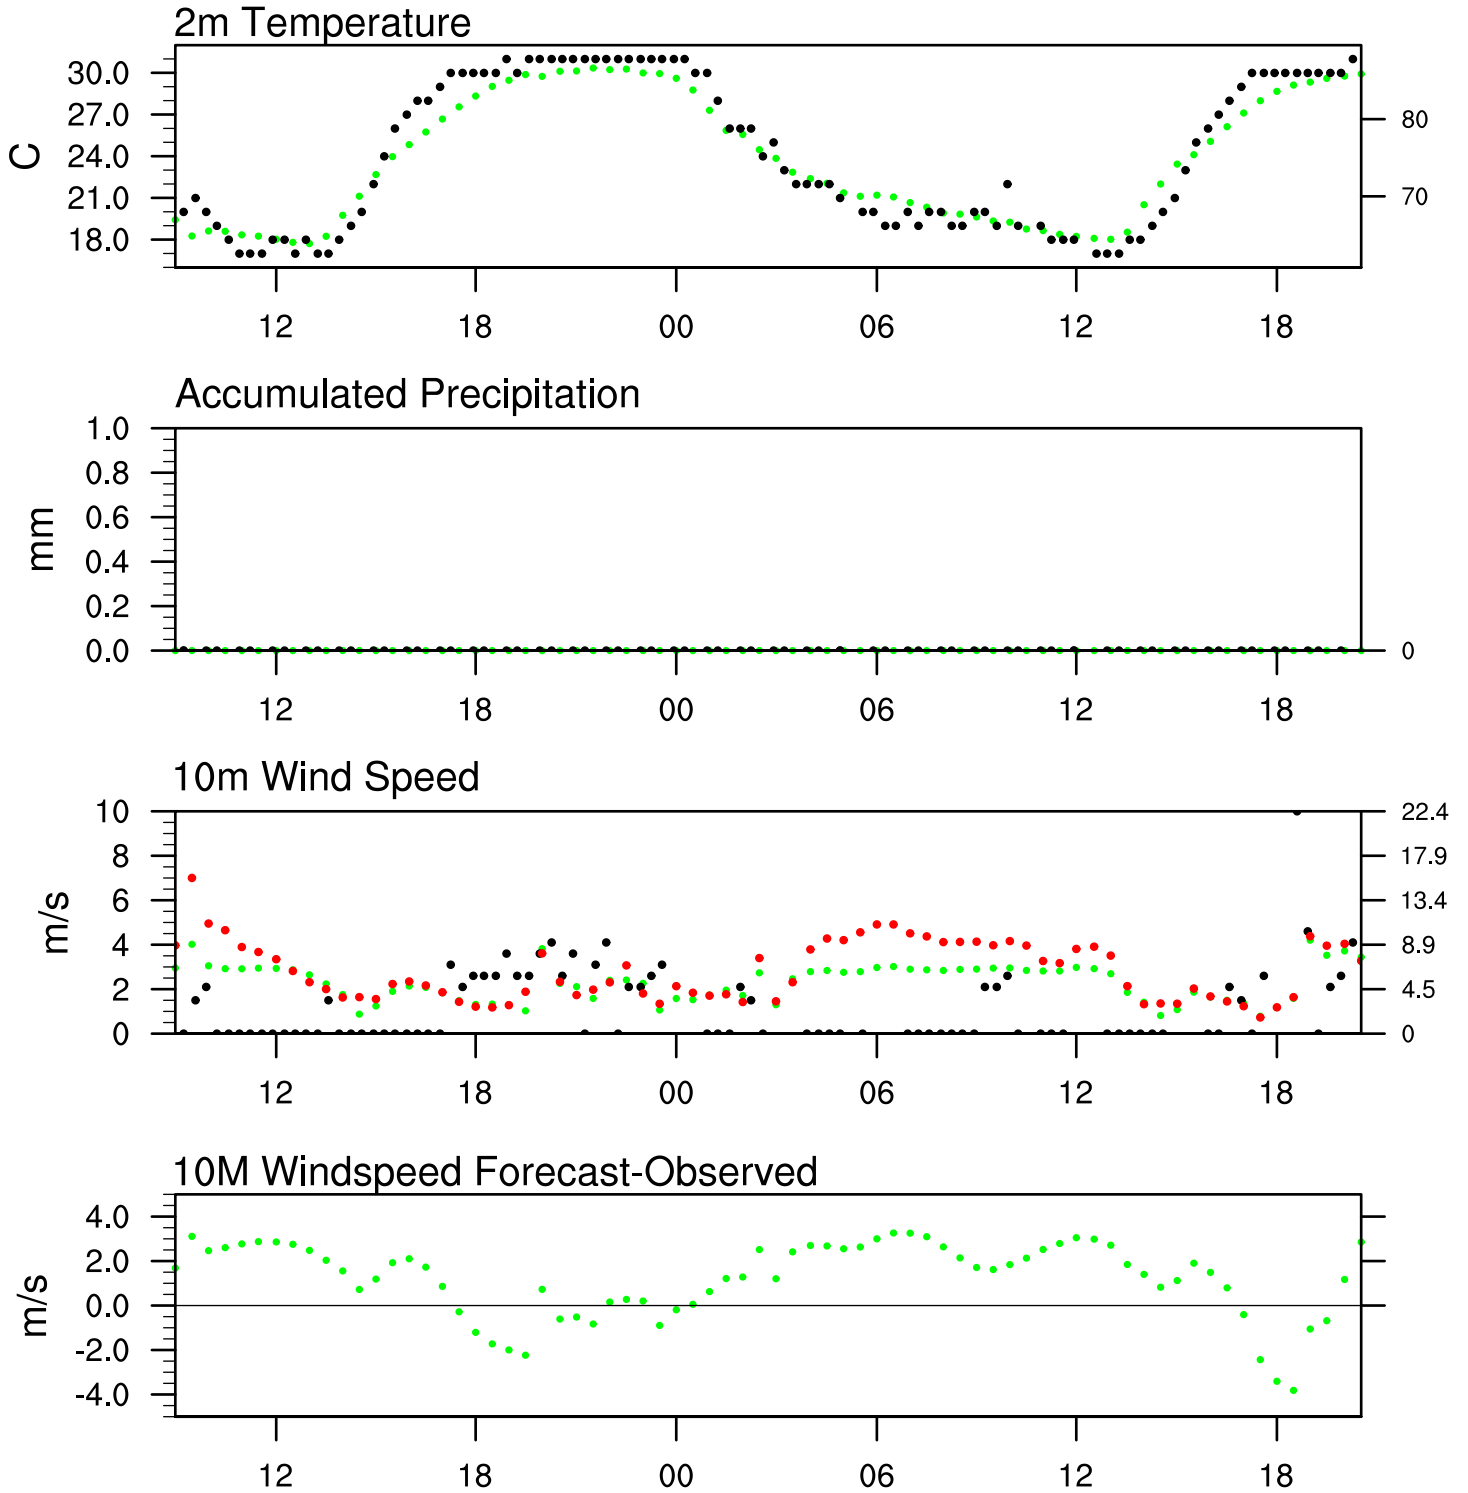 2m Temperature
30.0
27.0
24.0
21.0
18.0
C
80
70
12 18 00 06 12 18
Accumulated Precipitation
1.0
0.8
0.6
0.4
0.2
0.0
mm
0
12 18 00 06 12 18
10m Wind Speed
10
8
6
4
2
0
m/s
22.4
17.9
13.4
8.9
4.5
0
12 18 00 06 12 18
10M Windspeed Forecast-Observed
4.0
2.0
0.0
-2.0
-4.0
m/s
12 18 00 06 12 18